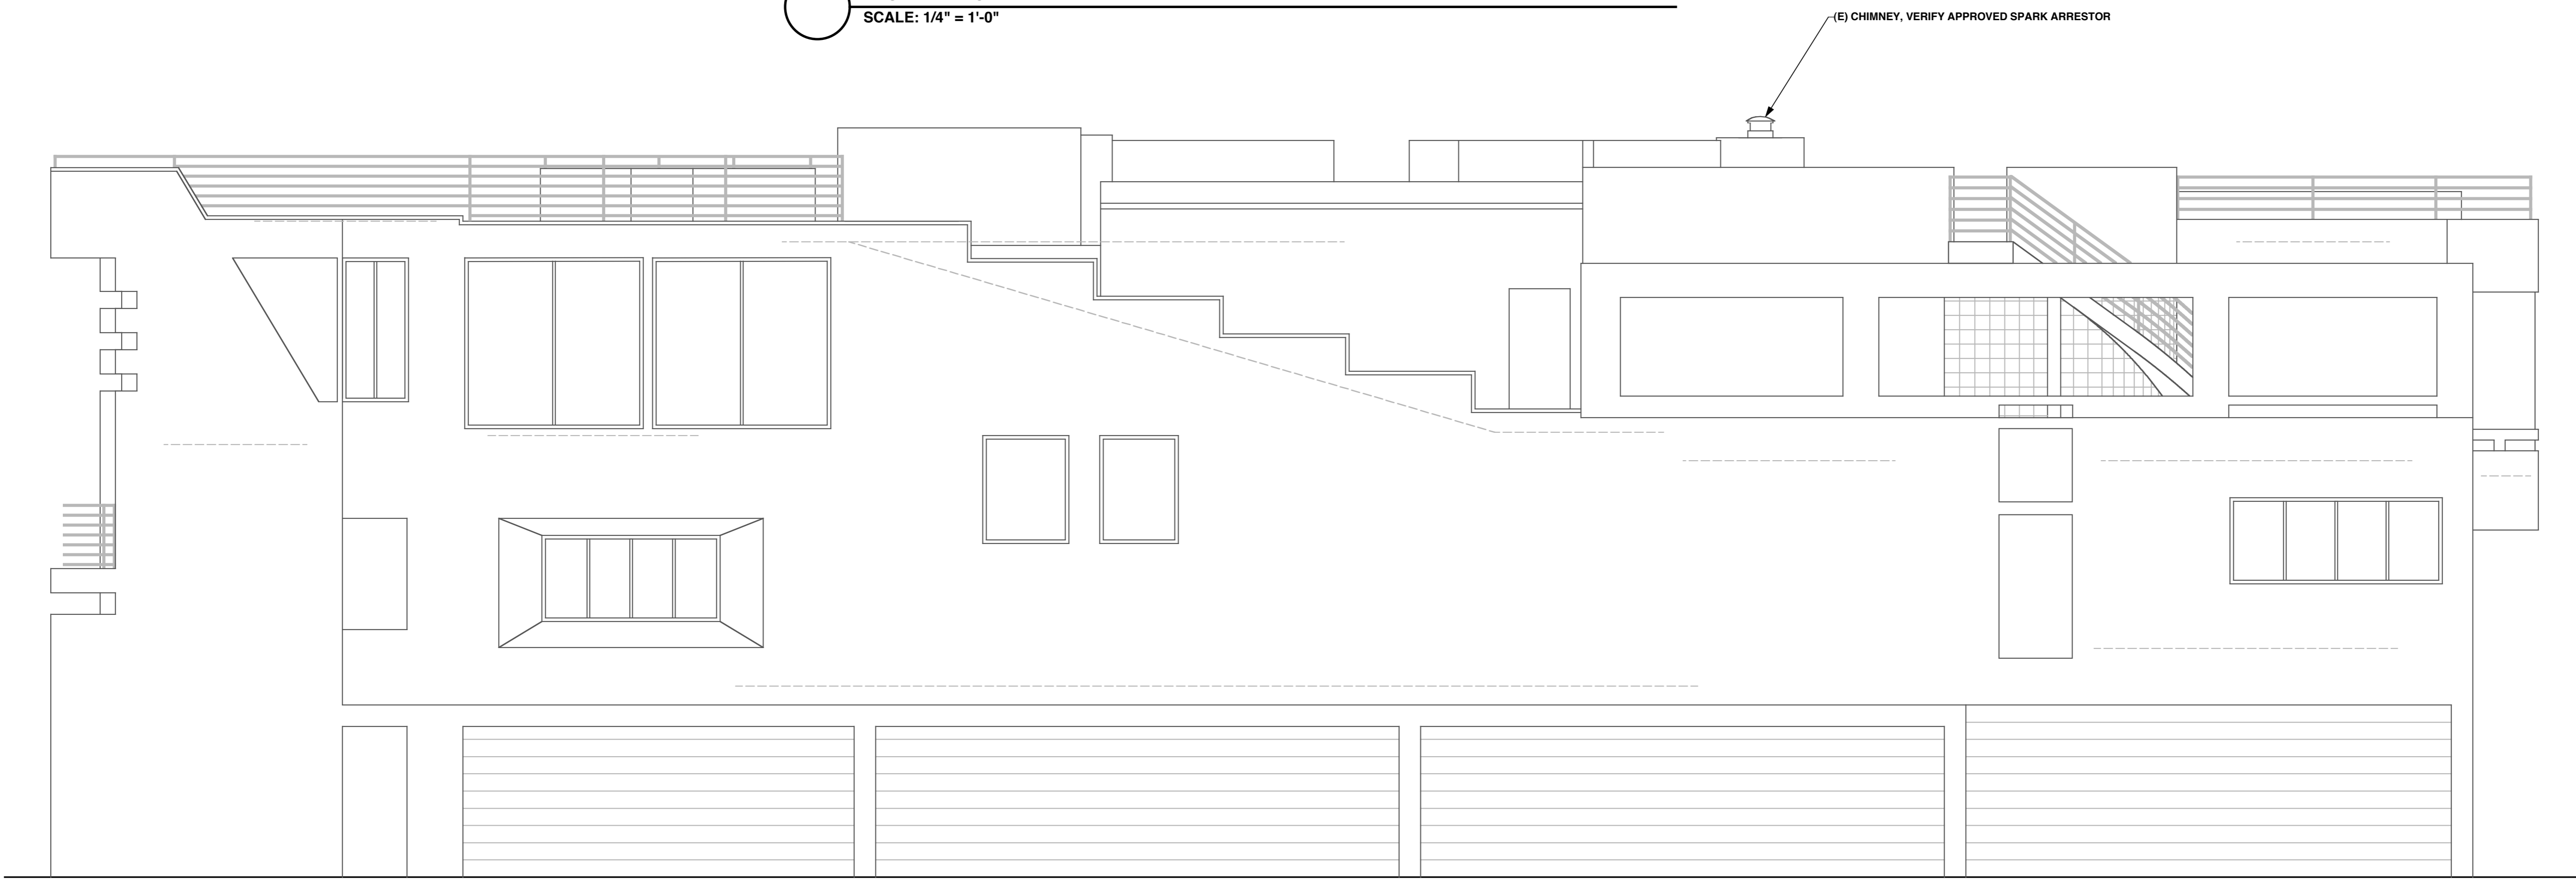 SCALE: 1/4" = 1'-0"
(E) CHIMNEY, VERIFY APPROVED SPARK ARRESTOR